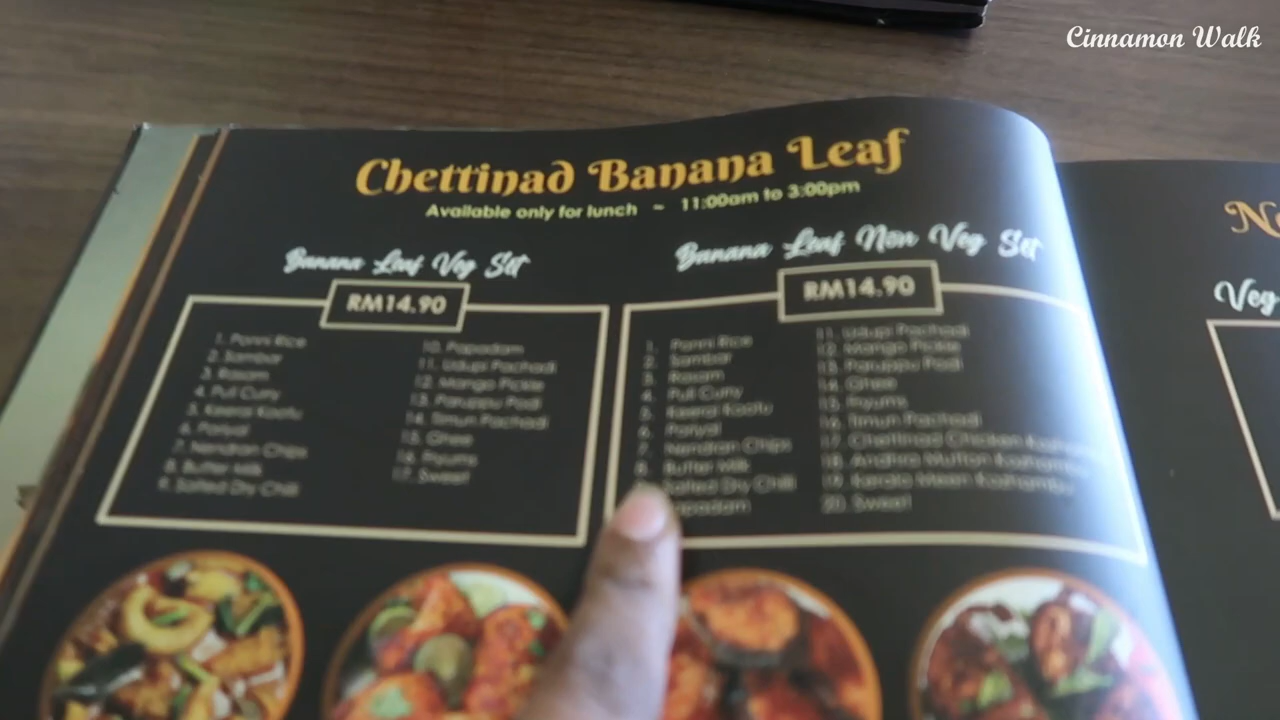 Cinnamon Walk
Chettinad Banana Leaf
Available only for lunch ~ 11:00am to 3:00pm
Banana Leaf Veg Set
RM14.90
1. Ponni Rice
2. Sambar
3. Rasam
4. Puli Curry
5. Keerai Kootu
6. Poriyal
7. Nendran Chips
8. Butter Milk
9. Salted Dry Chilli
10. Papadam
11. Udupi Pachadi
12. Mango Pickle
13. Paruppu Podi
14. Timun Pachadi
15. Ghee
16. Payums
17. Sweet
Banana Leaf Non Veg Set
RM14.90
1. Ponni Rice
2. Sambar
3. Rasam
4. Puli Curry
5. Keerai Kootu
6. Poriyal
7. Nendran Chips
8. Butter Milk
Salted Dry Chilli
apadam
11. Udupi Pachadi
12. Mango Pickle
13. Paruppu Podi
14. Ghee
15. Payums
16. Timun Pachadi
17. Chettinad Chicken
18. Andhra Mutton Kozhambu
19. Kerala Meen Kozhambu
20. Sweet
Veg